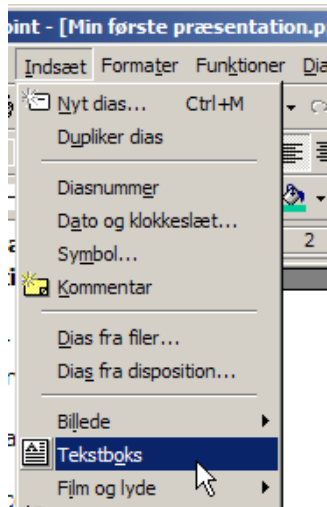 oint - [Min første præsentation.p
Indsæt Formater Funktioner Dia
Nyt dias... Ctrl+M
Dupliker dias
Diasnummer
Dato og klokkeslæt...
2
Symbol...
Kommentar
Dias fra filer...
Dias fra disposition...
Billede
Tekstboks
Film og lyde